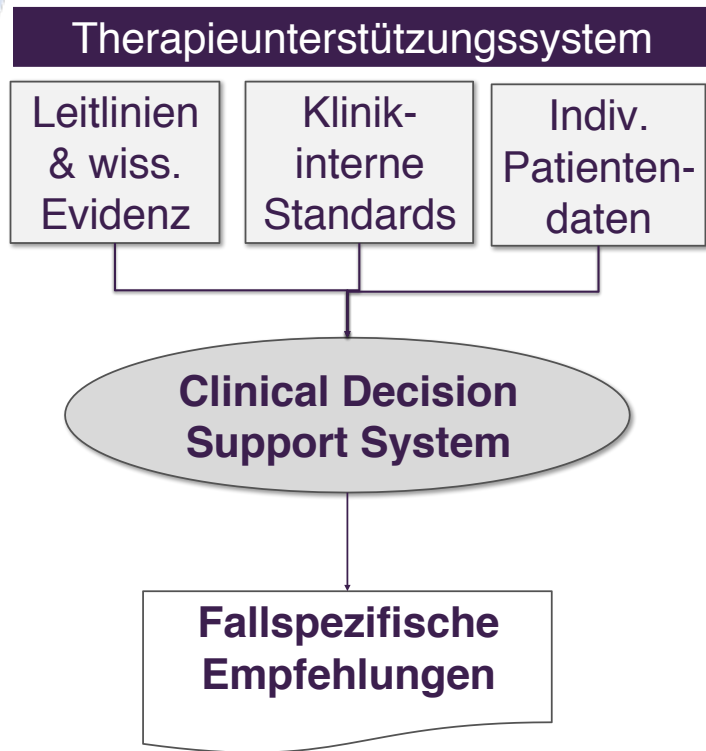 Therapieunterstützungssystem
Leitlinien
& wiss.
Evidenz
Klinik-
interne
Standards
Indiv.
Patienten-
daten
Clinical Decision
Support System
Fallspezifische
Empfehlungen